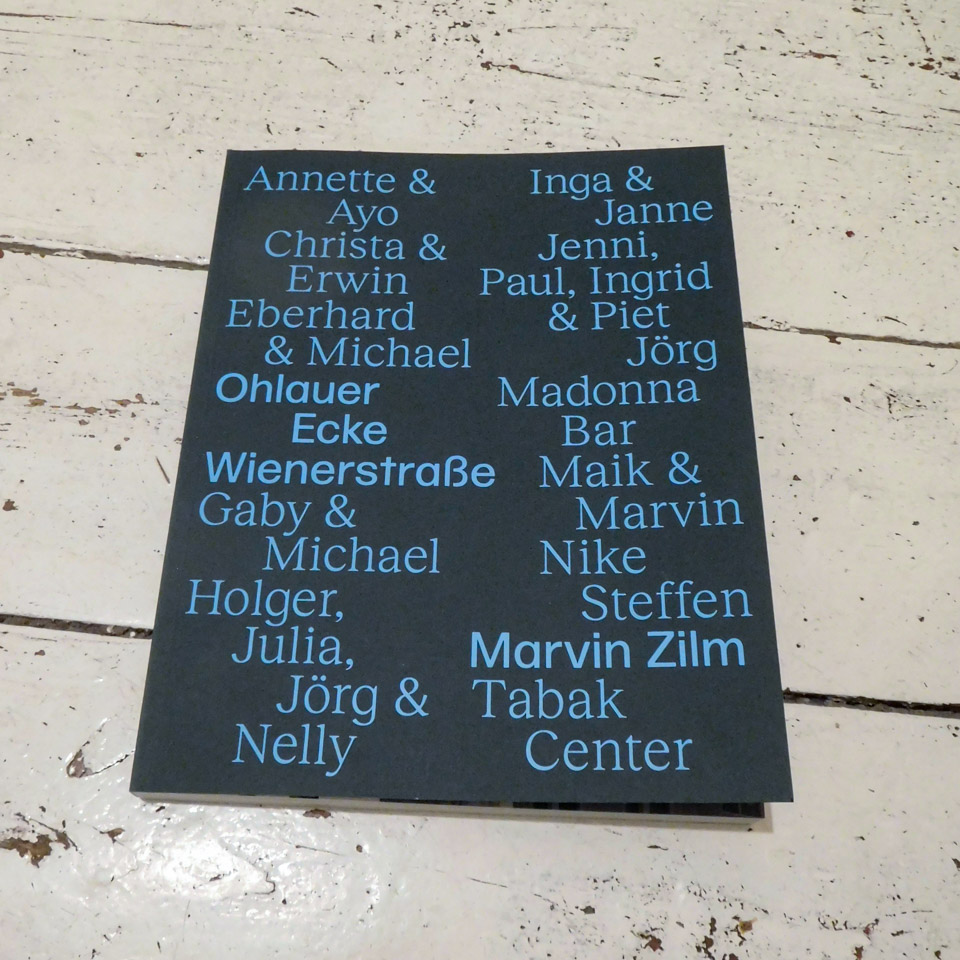 Annette &
Ayo
Christa &
Erwin
Eberhard
& Michael
Ohlauer
Ecke
Wienerstraße
Gaby &
Michael
Holger,
Julia,
Jörg &
Nelly
Inga &
Janne
Jenni,
Paul, Ingrid
& Piet
Jörg
Madonna
Bar
Maik &
Marvin
Nike
Steffen
Marvin Zilm
Tabak
Center